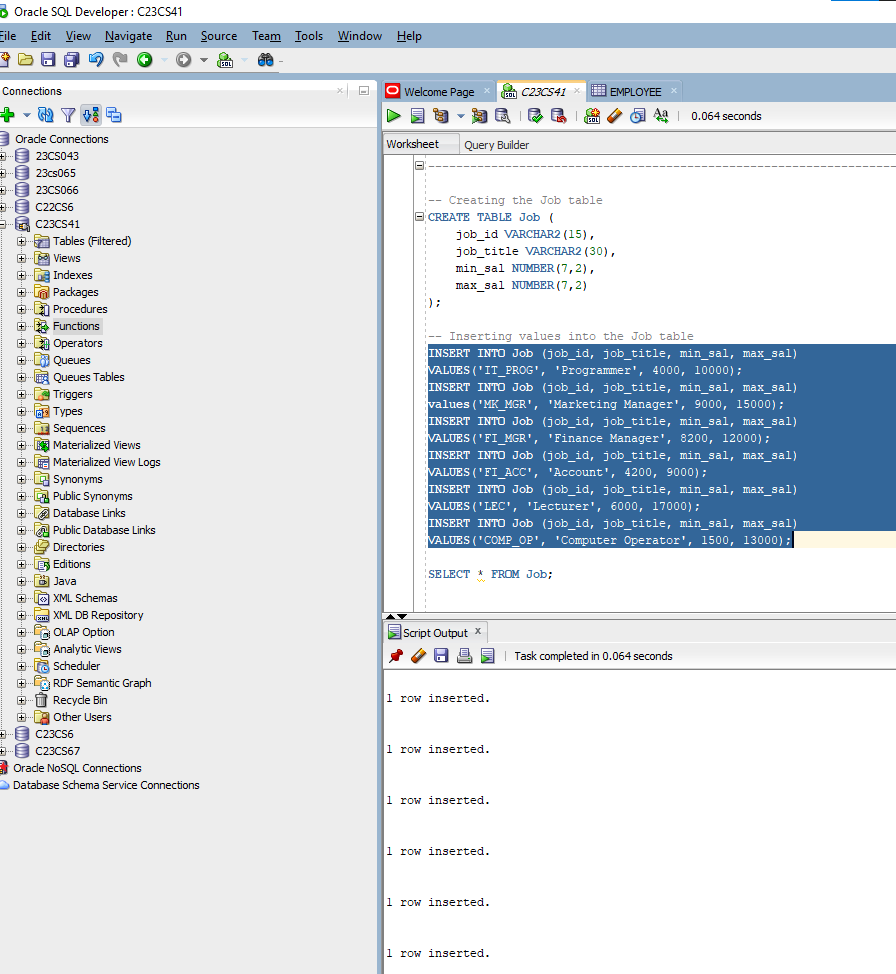 Oracle SQL Developer : C23CS41
File Edit View Navigate Run Source Team Tools Window Help
Connections
Oracle Connections
23CS043
23cs065
23CS066
C22CS6
C23CS41
Tables (Filtered)
Views
Indexes
Packages
Procedures
Functions
Operators
Queues
Queues Tables
Triggers
Types
Sequences
Materialized Views
Materialized View Logs
Synonyms
Public Synonyms
Database Links
Public Database Links
Directories
Editions
Java
XML Schemas
XML DB Repository
OLAP Option
Analytic Views
Scheduler
RDF Semantic Graph
Recycle Bin
Other Users
C23CS6
C23CS67
Oracle NoSQL Connections
Database Schema Service Connections
Welcome Page C23CS41 EMPLOYEE
0.064 seconds
Worksheet Query Builder
-- Creating the Job table
CREATE TABLE Job (
job_id VARCHAR2(15),
job_title VARCHAR2(30),
min_sal NUMBER(7,2),
max_sal NUMBER(7,2)
);
-- Inserting values into the Job table
INSERT INTO Job (job_id, job_title, min_sal, max_sal)
VALUES('IT_PROG', 'Programmer', 4000, 10000);
INSERT INTO Job (job_id, job_title, min_sal, max_sal)
values('MK_MGR', 'Marketing Manager', 9000, 15000);
INSERT INTO Job (job_id, job_title, min_sal, max_sal)
VALUES('FI_MGR', 'Finance Manager', 8200, 12000);
INSERT INTO Job (job_id, job_title, min_sal, max_sal)
VALUES('FI_ACC', 'Account', 4200, 9000);
INSERT INTO Job (job_id, job_title, min_sal, max_sal)
VALUES('LEC', 'Lecturer', 6000, 17000);
INSERT INTO Job (job_id, job_title, min_sal, max_sal)
VALUES('COMP_OP', 'Computer Operator', 1500, 13000);
SELECT * FROM Job;
Script Output
Task completed in 0.064 seconds
1 row inserted.
1 row inserted.
1 row inserted.
1 row inserted.
1 row inserted.
1 row inserted.